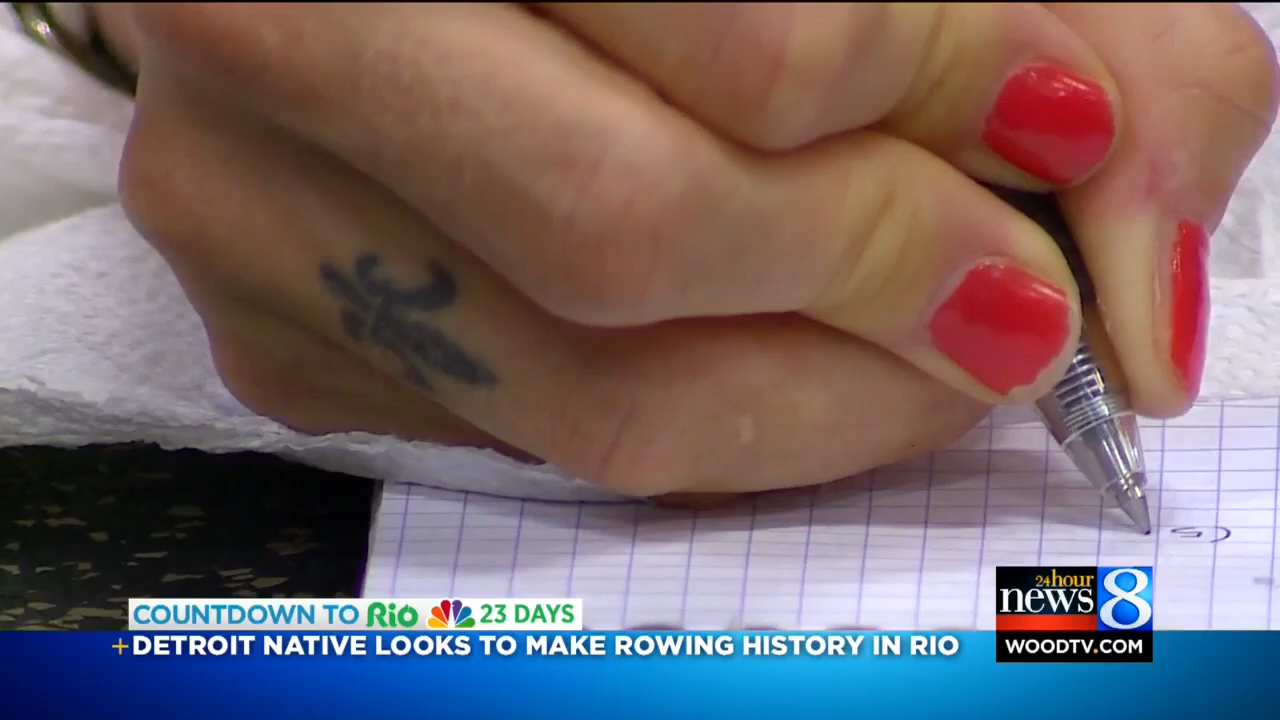 COUNTDOWN TO Rio 23 DAYS
+DETROIT NATIVE LOOKS TO MAKE ROWING HISTORY IN RIO
24hour
news 8
WOODTV.COM